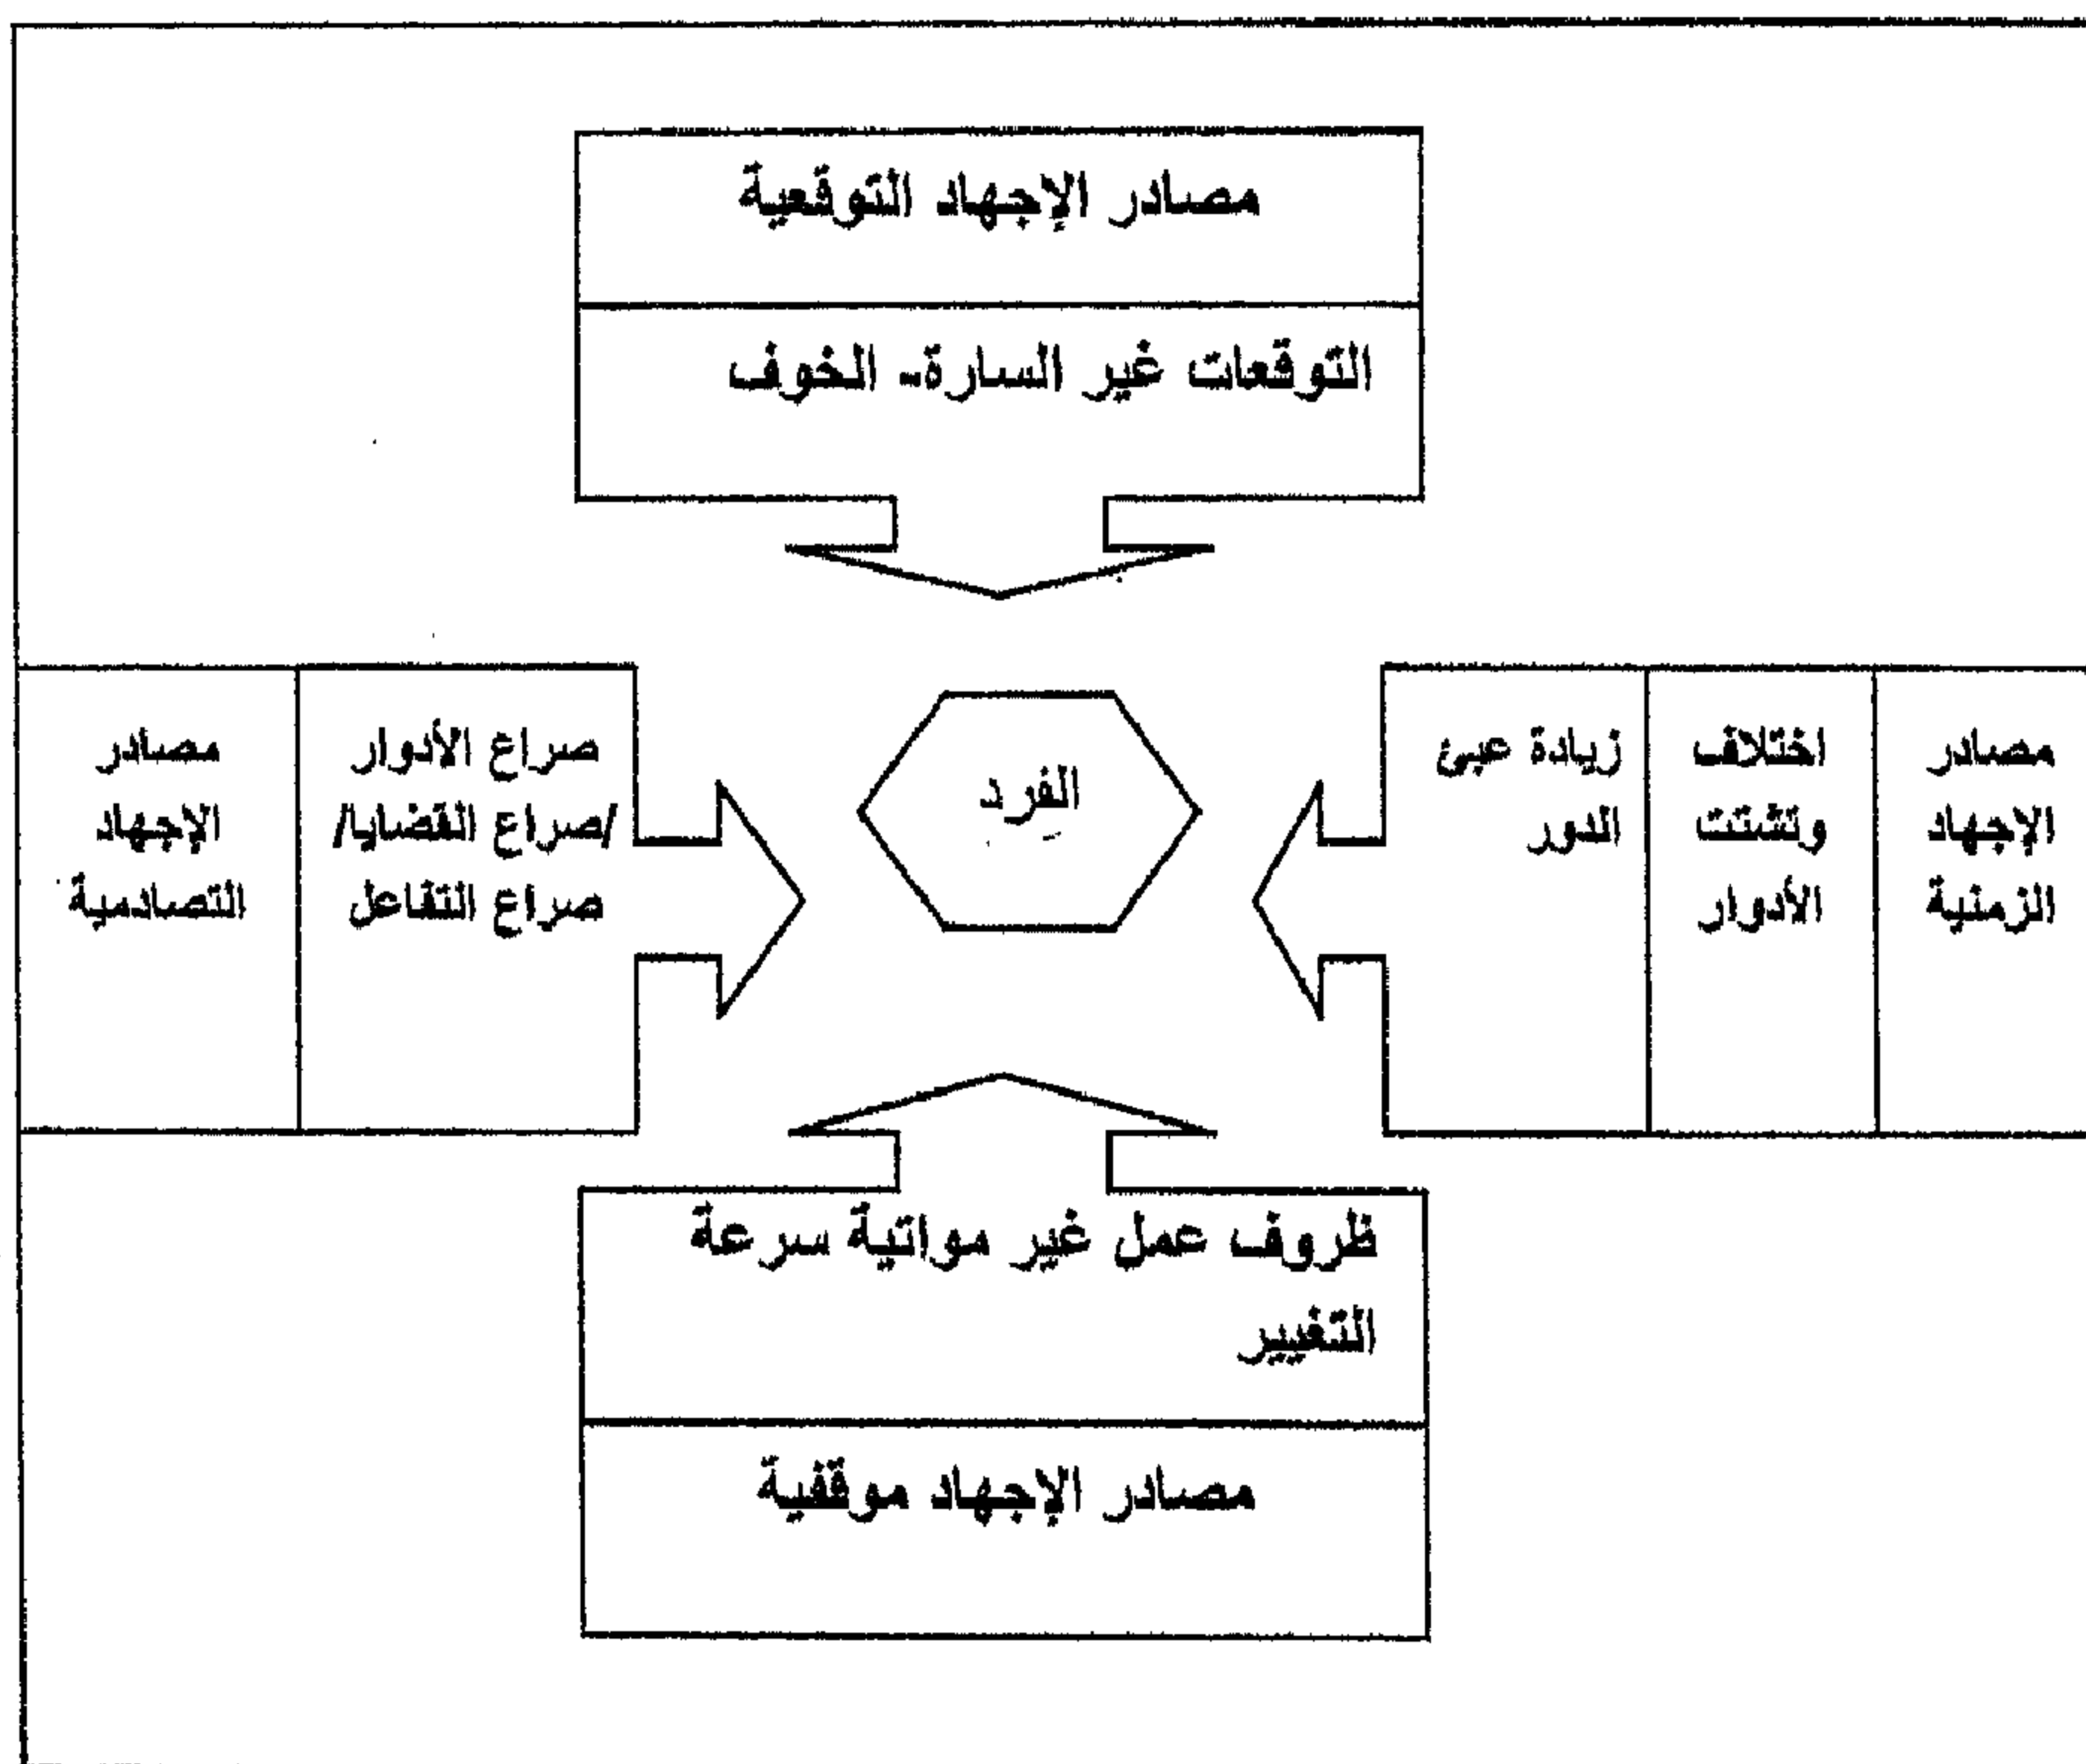 مصادر الإجهاد التوقعية
التوقعات غير السارة- الخوف
مصادر
الإجهاد
الزمنية
اختلاف
وتشتت
الأدوار
زيادة عبئ
الدور
الفرد
صراع الأدوار
/صراع القضايا/
صراع التفاعل
مصادر
الإجهاد
التصادمية
ظروف عمل غير مواتية سرعة
التغيير
مصادر الإجهاد موقفية